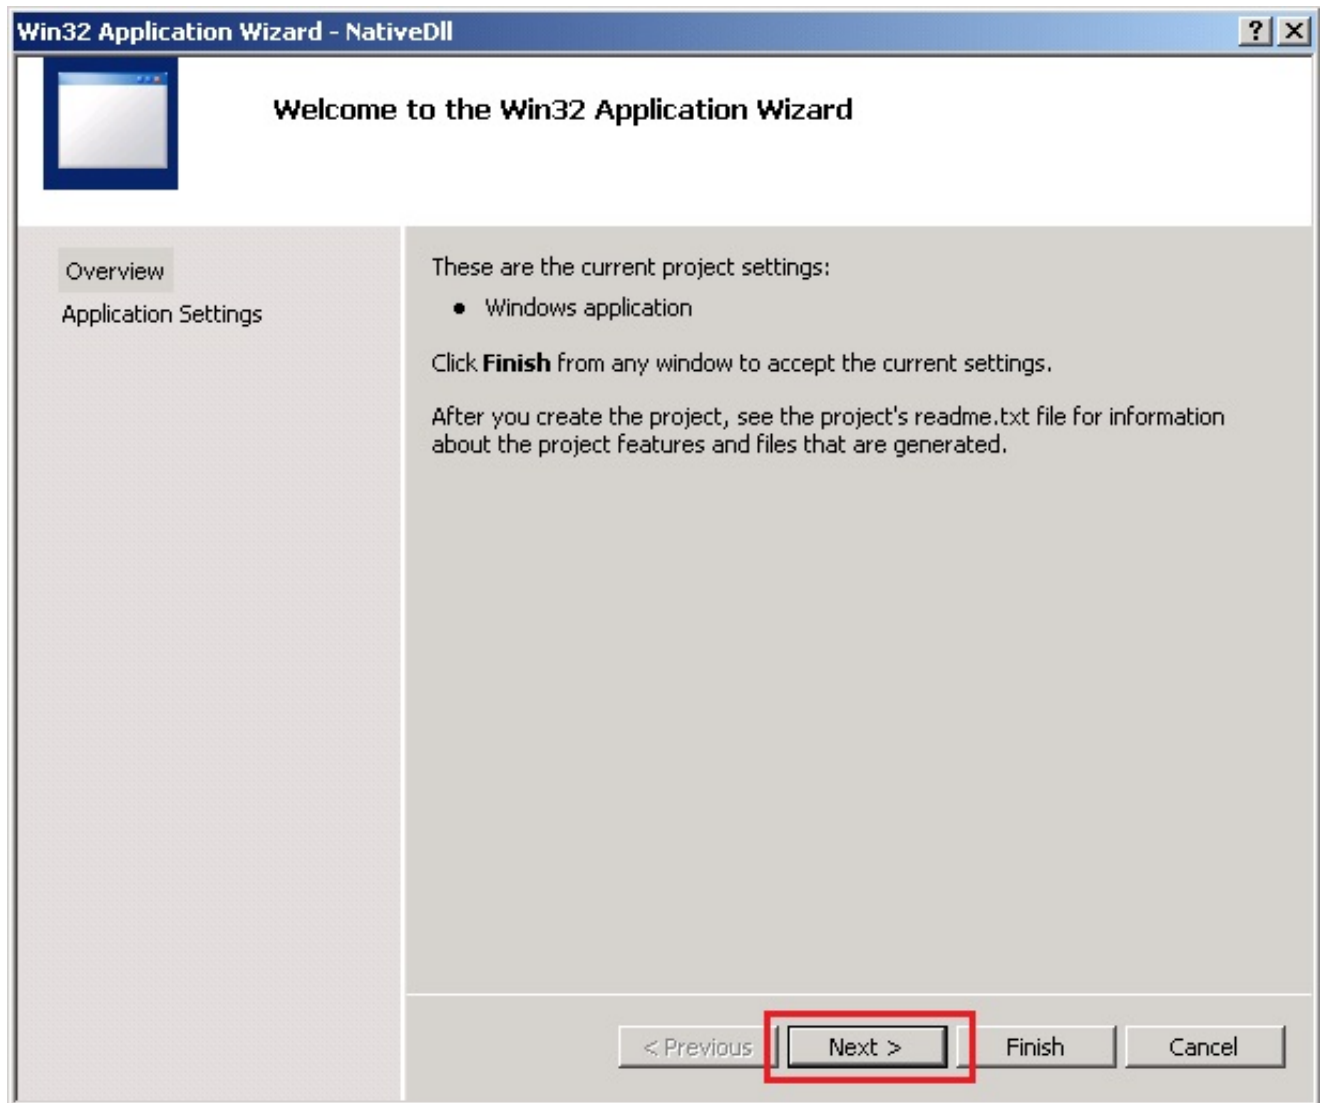 Win32 Application Wizard - NativeDll
Welcome to the Win32 Application Wizard
Overview
Application Settings
These are the current project settings:
• Windows application
Click Finish from any window to accept the current settings.
After you create the project, see the project's readme.txt file for information
about the project features and files that are generated.
< Previous
Next >
Finish
Cancel